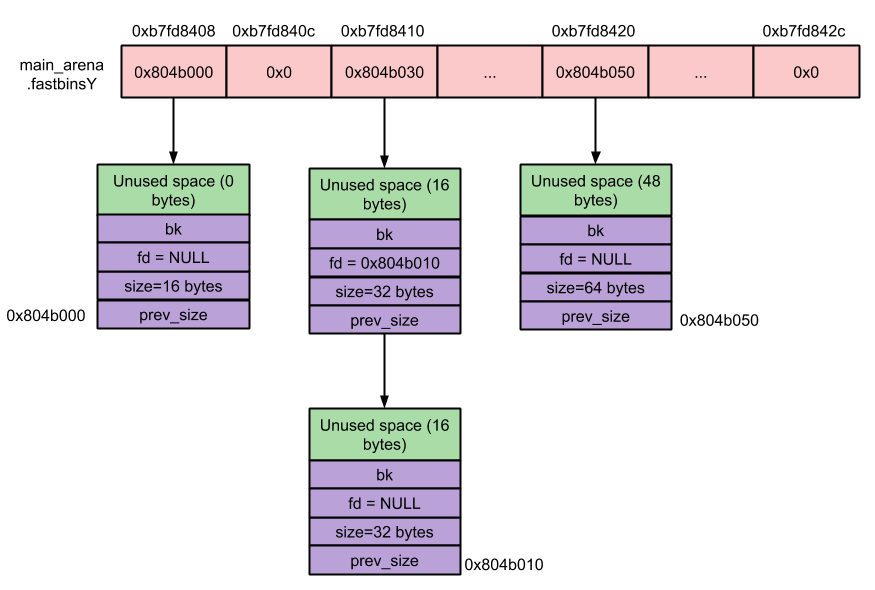 0xb7fd8408 0xb7fd840c 0xb7fd8410 0xb7fd8420 0xb7fd842c
main_arena
.fastbinsY
0x804b000 0x0 0x804b030 ... 0x804b050 ... 0x0
Unused space (0
bytes)
bk
fd = NULL
size=16 bytes
prev_size
0x804b000
Unused space (16
bytes)
bk
fd = 0x804b010
size=32 bytes
prev_size
Unused space (48
bytes)
bk
fd = NULL
size=64 bytes
prev_size
0x804b050
Unused space (16
bytes)
bk
fd = NULL
size=32 bytes
prev_size
0x804b010